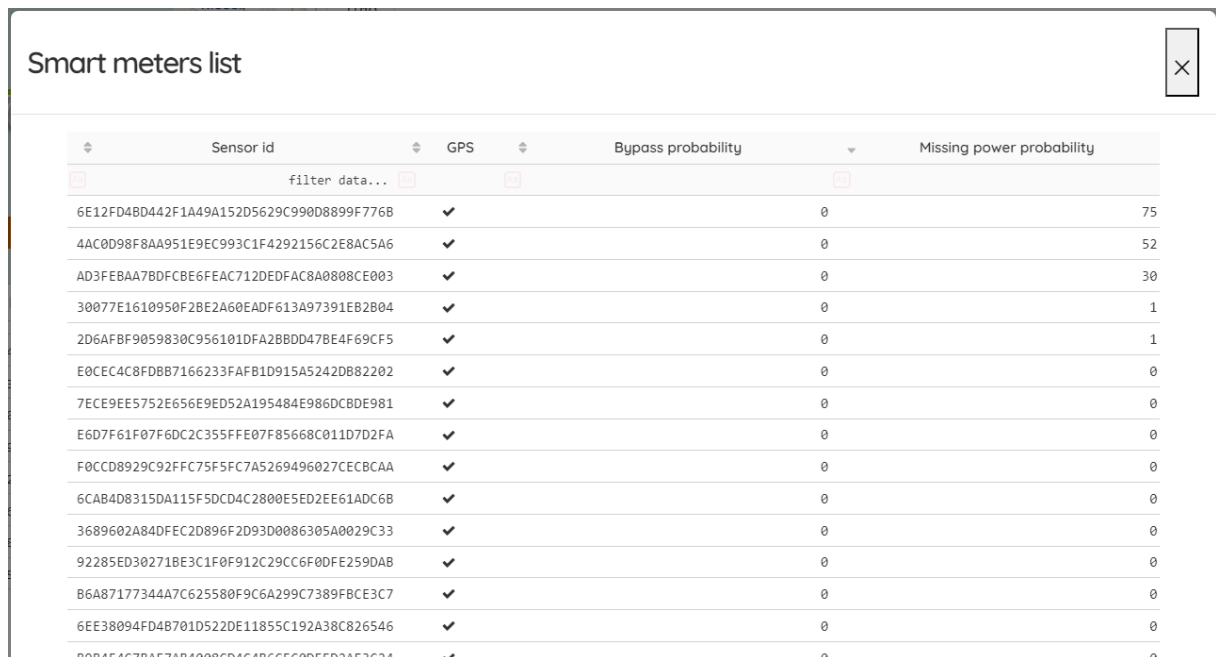 Smart meters list
Sensor id GPS Bypass probability Missing power probability
filter data...
6E12FD4BD442F1A49A152D5629C990D8899F776B ✔ 0 75
4AC0D98F8AA951E9EC993C1F4292156C2E8AC5A6 ✔ 0 52
AD3FEBAA7BDFCBE6FEAC712DEDFAC8A0808CE003 ✔ 0 30
30077E1610950F2BE2A60EADF613A97391EB2B04 ✔ 0 1
2D6AFBF9059830C956101DFA2BBDD47BE4F69CF5 ✔ 0 1
E0CEC4C8FDBB7166233FAFB1D915A5242DB82202 ✔ 0 0
7ECE9EE5752E656E9ED52A195484E986DCBDE981 ✔ 0 0
E6D7F61F07F6DC2C355FFE07F85668C011D7D2FA ✔ 0 0
F0CCD8929C92FFC75F5FC7A5269496027CECBCAA ✔ 0 0
6CAB4D8315DA115F5DCD4C2800E5ED2EE61ADC6B ✔ 0 0
3689602A84DFEC2D896F2D93D0086305A0029C33 ✔ 0 0
92285ED30271BE3C1F0F912C29CC6F0DFE259DAB ✔ 0 0
B6A87177344A7C625580F9C6A299C7389FBCE3C7 ✔ 0 0
6EE38094FD4B701D522DE11855C192A38C826546 ✔ 0 0